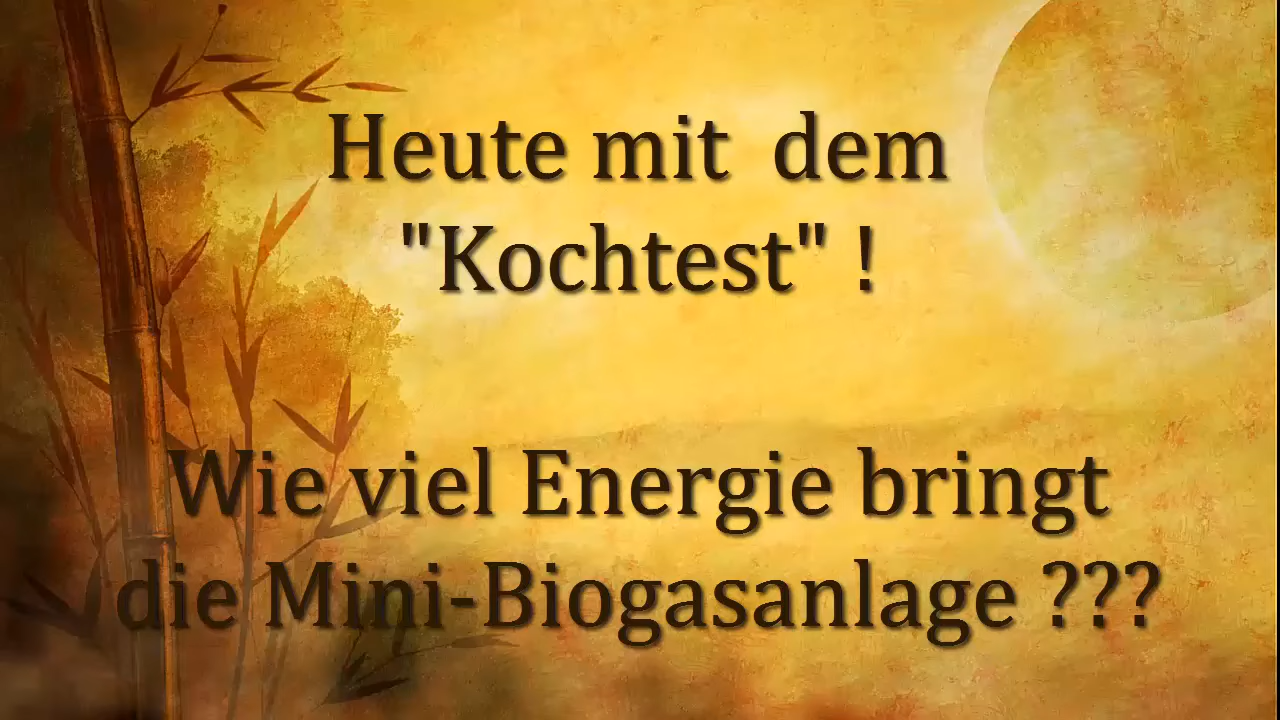 Heute mit  dem
"Kochtest" !
Wie viel Energie bringt
die Mini-Biogasanlage ???